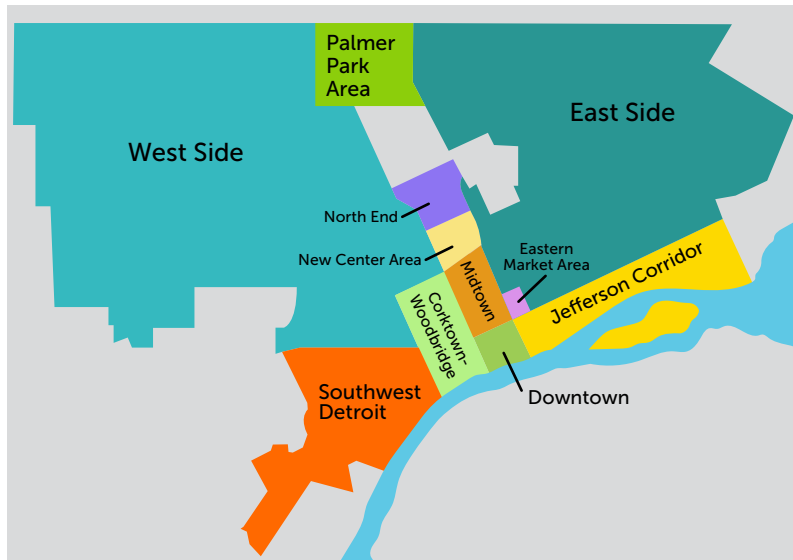 Palmer
Park
Area
East Side
West Side
North End
New Center Area
Eastern
Market Area
Midtown
Jefferson Corridor
Corktown-
Woodbridge
Southwest
Detroit
Downtown